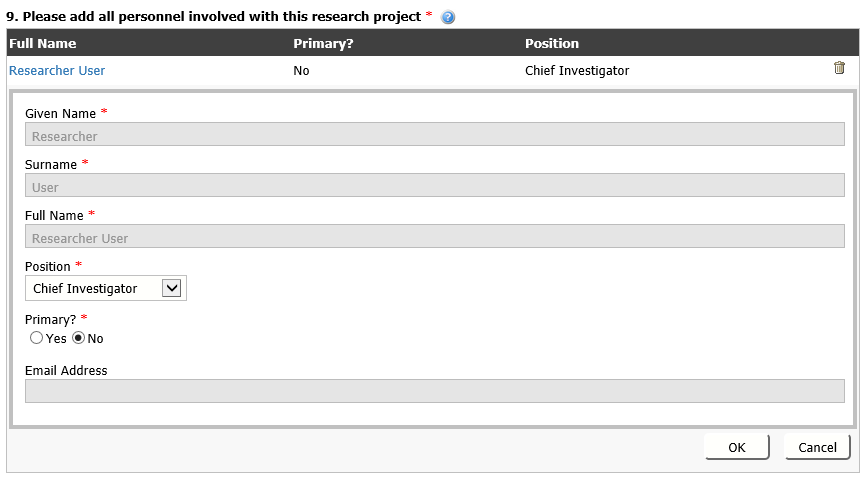 9. Please add all personnel involved with this research project * ?
Full Name Primary? Position
Researcher User No Chief Investigator
Given Name *
Researcher
Surname *
User
Full Name *
Researcher User
Position *
Chief Investigator
Primary? *
Yes No
Email Address
OK Cancel